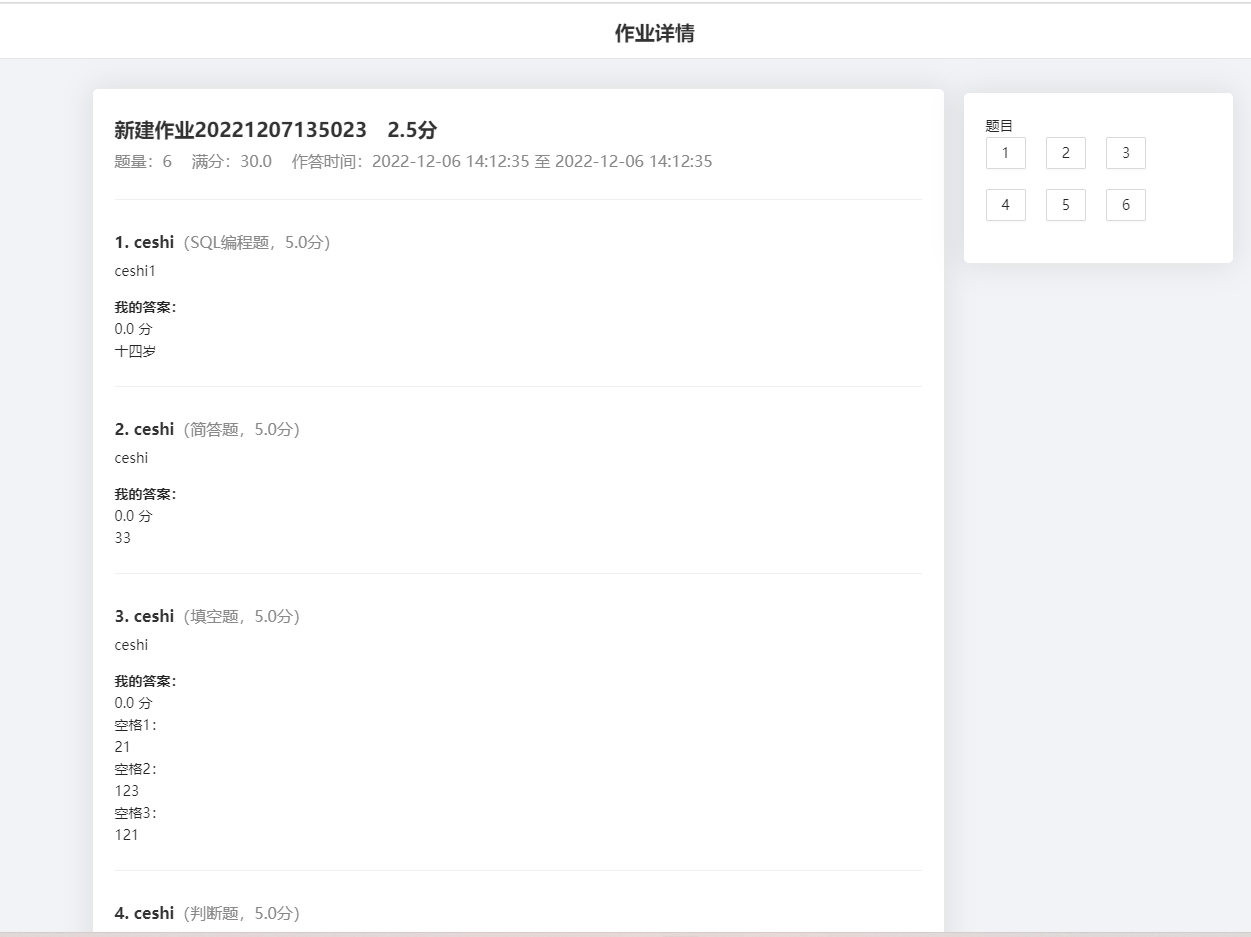 作业详情
新建作业20221207135023 2.5分
题量：6 满分：30.0 作答时间：2022-12-06 14:12:35 至 2022-12-06 14:12:35
1. ceshi（SQL编程题，5.0分）
ceshi1
我的答案：
0.0 分
十四岁
2. ceshi（简答题，5.0分）
ceshi
我的答案：
0.0 分
33
3. ceshi（填空题，5.0分）
ceshi
我的答案：
0.0 分
空格1：
21
空格2：
123
空格3：
121
4. ceshi（判断题，5.0分）
题目
1 2 3
4 5 6